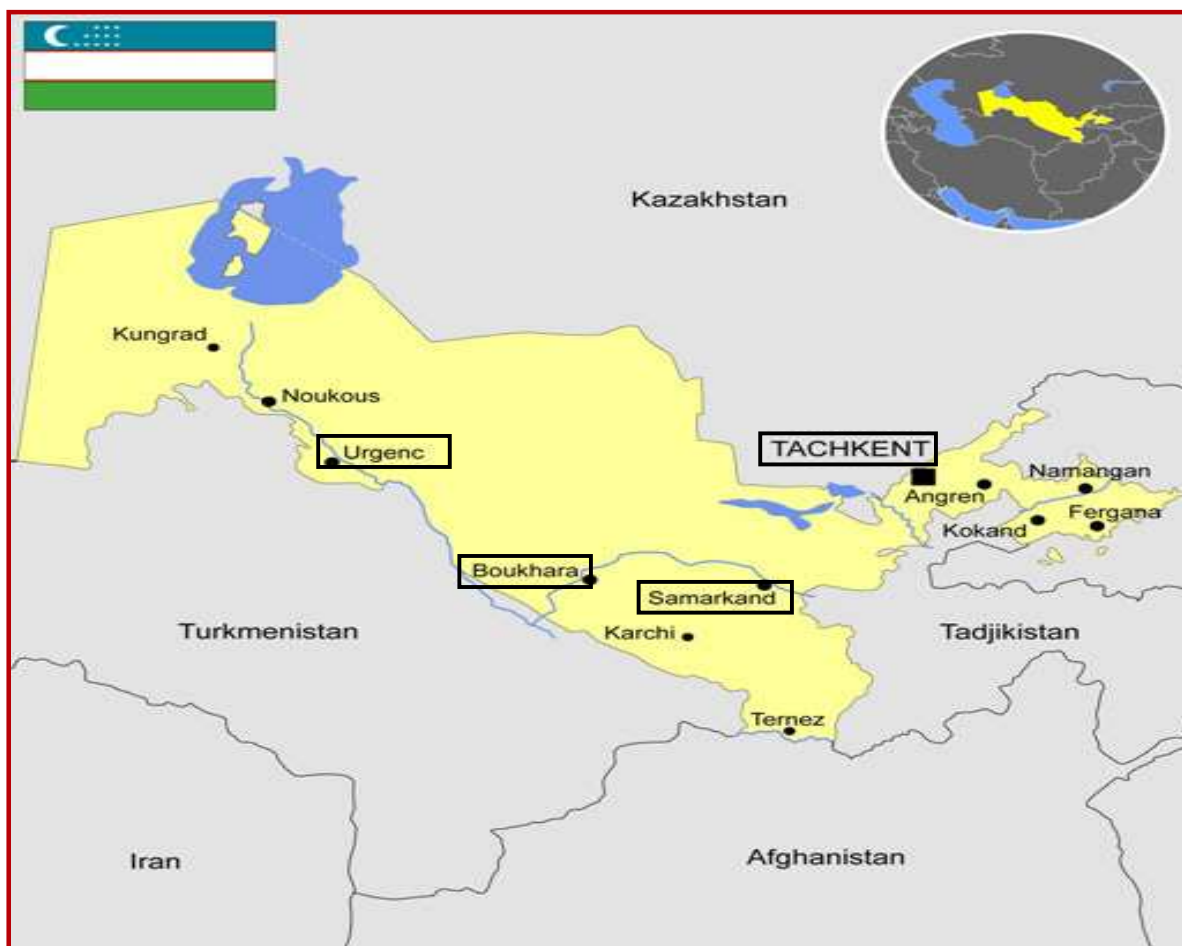 Kazakhstan
Kungrad
Noukous
Urgenc
TACHKENT
Namangan
Angren
Fergana
Kokand
Boukhara
Samarkand
Turkmenistan
Karchi
Tadjikistan
Ternez
Iran
Afghanistan